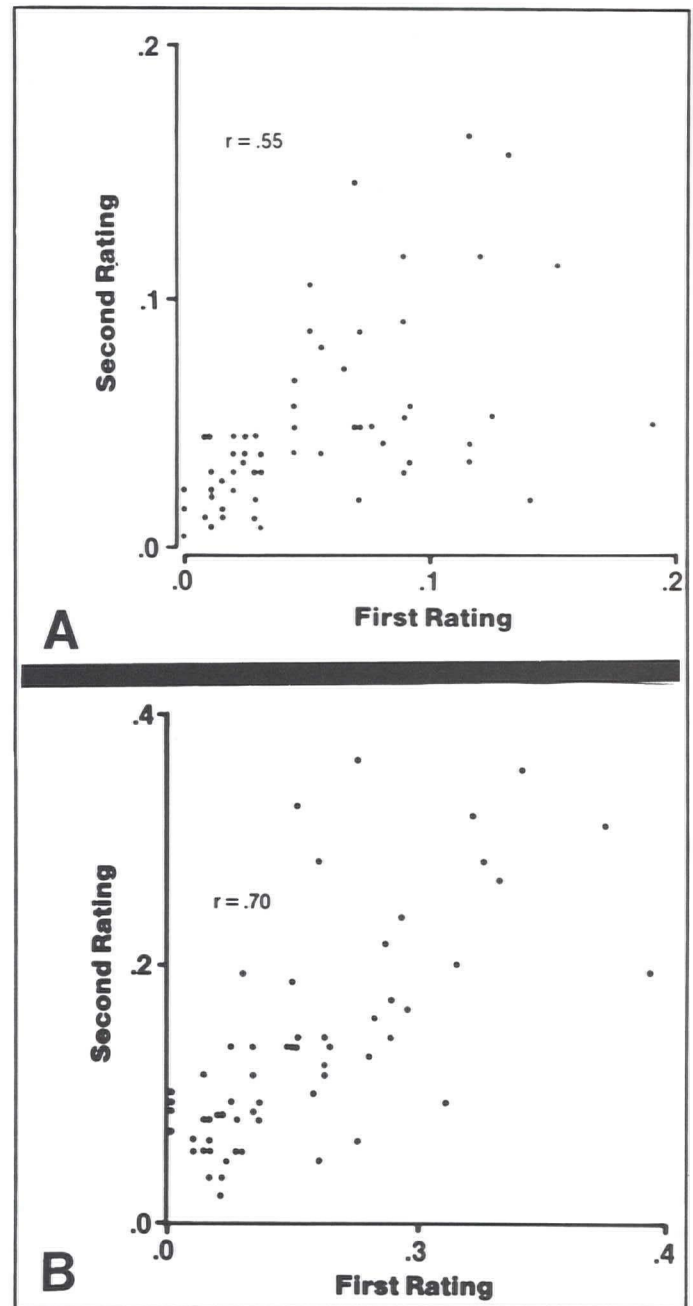 .2
r = .55
Second Rating
.1
.0
.0
.1
.2
First Rating
A
.4
r = .70
Second Rating
.2
.0
.0
.3
.4
First Rating
B